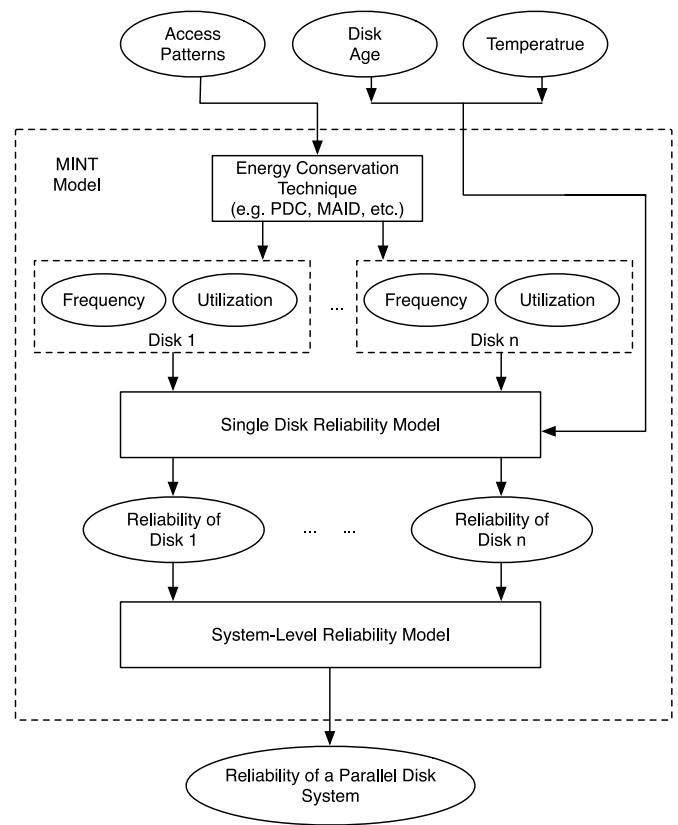 Access
Patterns
Disk
Age
Temperatrue
MINT
Model
Energy Conservation
Technique
(e.g. PDC, MAID, etc.)
Frequency
Utilization
Disk 1
...
Frequency
Utilization
Disk n
Single Disk Reliability Model
Reliability of
Disk 1
... ...
Reliability of
Disk n
System-Level Reliability Model
Reliability of a Parallel Disk
System